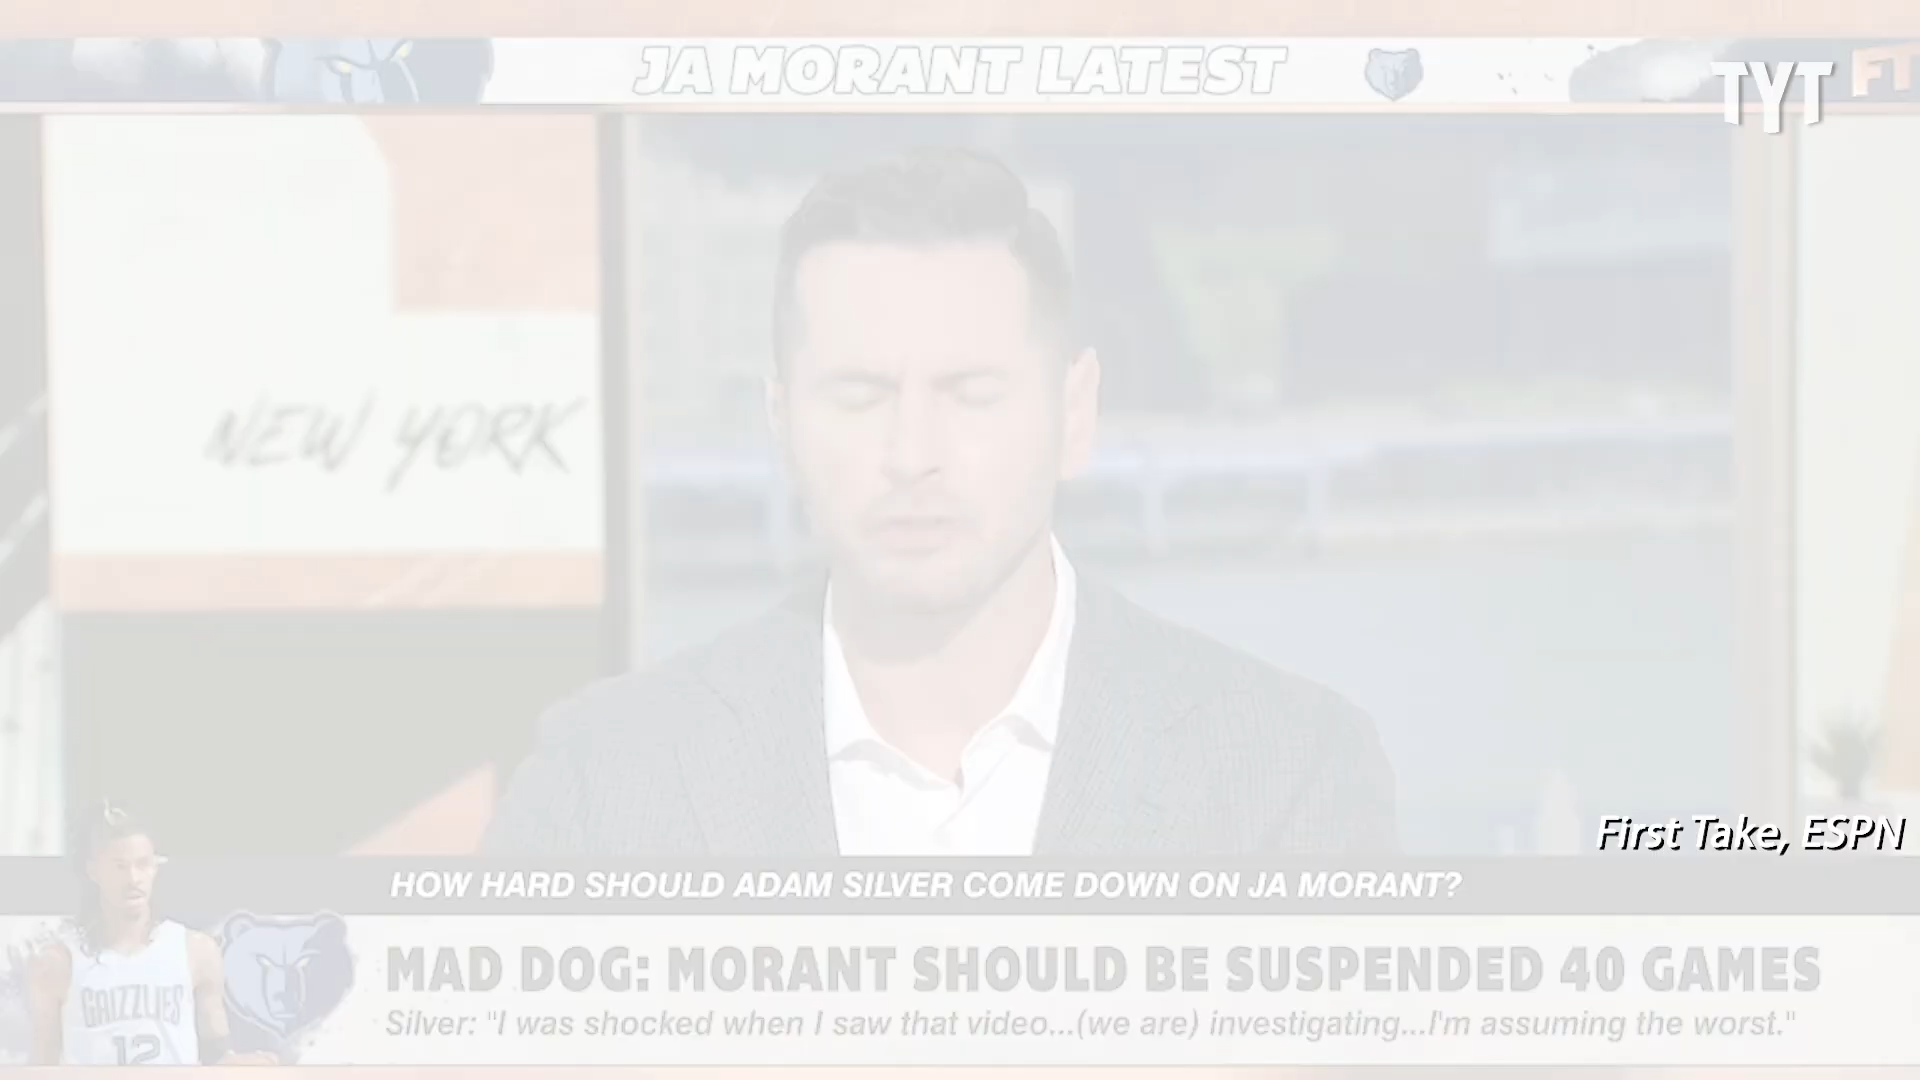 JA MORANT LATEST
TYT
FT
NEW YORK
First Take, ESPN
HOW HARD SHOULD ADAM SILVER COME DOWN ON JA MORANT?
MAD DOG: MORANT SHOULD BE SUSPENDED 40 GAMES
Silver: "I was shocked when I saw that video...(we are) investigating...I'm assuming the worst."
GRIZZLIES
12